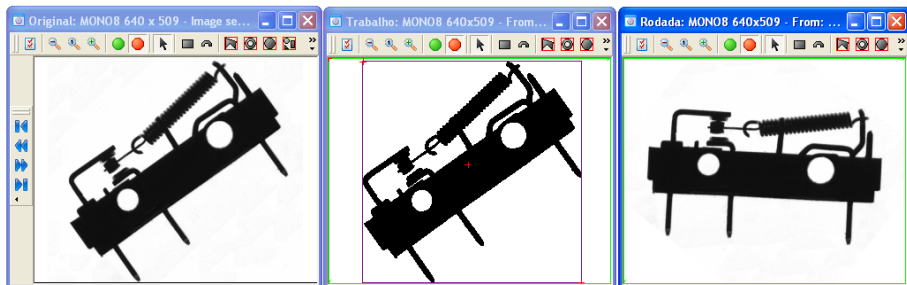 Original: MONO8 640 x 509 - Image se...
Trabalho: MONO8 640x509 - From...
Rodada: MONO8 640x509 - From: ...